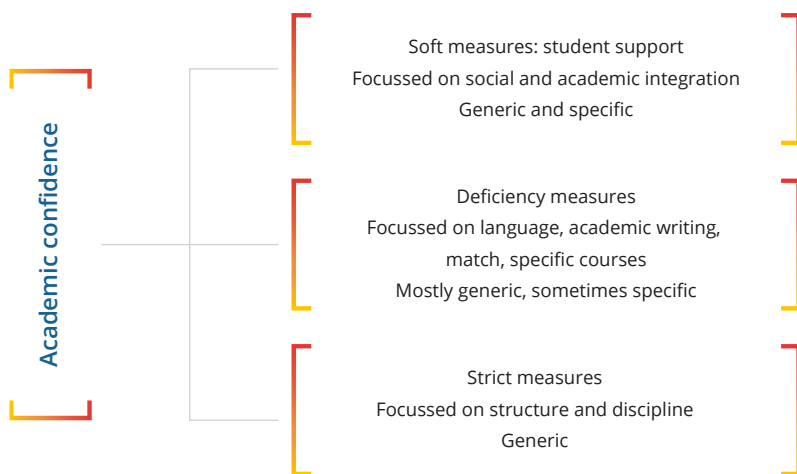 Academic confidence
Soft measures: student support
Focussed on social and academic integration
Generic and specific
Deficiency measures
Focussed on language, academic writing,
match, specific courses
Mostly generic, sometimes specific
Strict measures
Focussed on structure and discipline
Generic